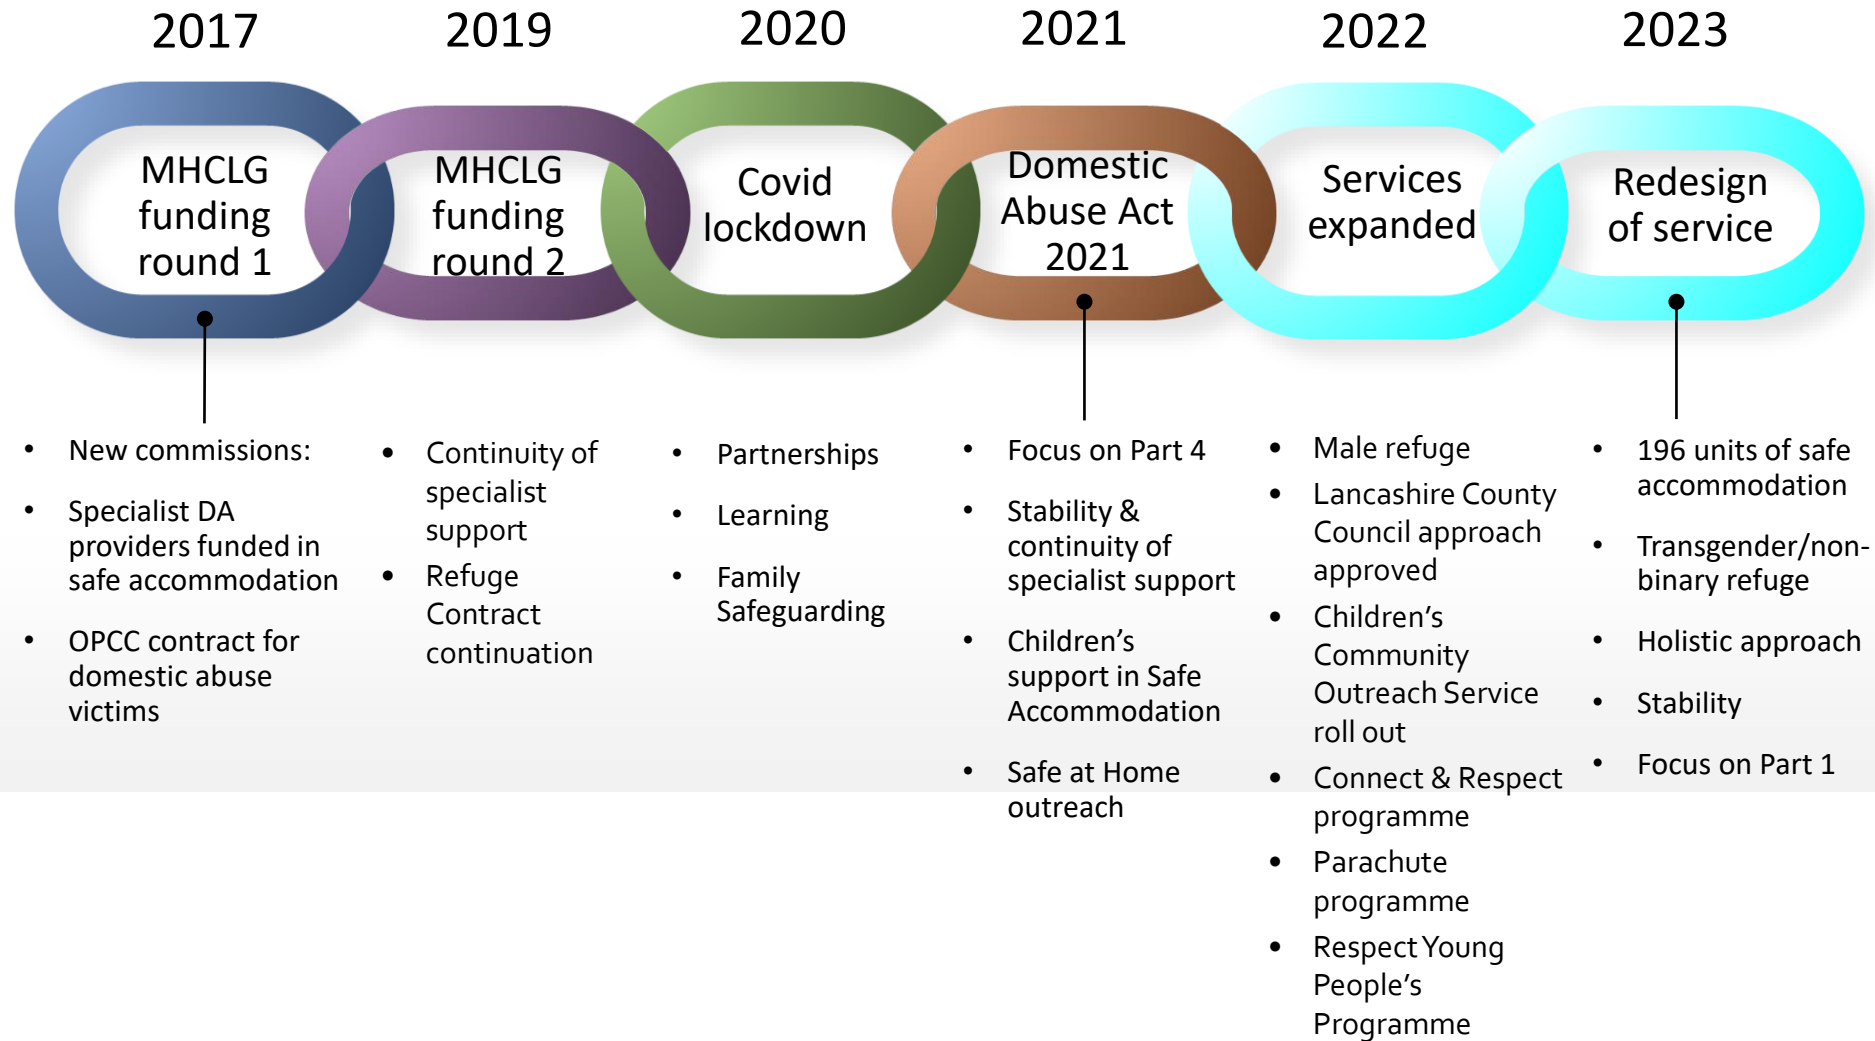 2017
2019
2020
2021
2022
2023
MHCLG
funding
round 1
MHCLG
funding
round 2
Covid
lockdown
Domestic
Abuse Act
2021
Services
expanded
Redesign
of service
• New commissions:
• Specialist DA
providers funded in
safe accommodation
• OPCC contract for
domestic abuse
victims
• Continuity of
specialist
support
• Refuge
Contract
continuation
• Partnerships
• Learning
• Family
Safeguarding
• Focus on Part 4
• Stability &
continuity of
specialist support
• Children's
support in Safe
Accommodation
• Safe at Home
outreach
• Male refuge
• Lancashire County
Council approach
approved
• Children’s
Community
Outreach Service
roll out
• Connect & Respect
programme
• Parachute
programme
• Respect Young
People’s
Programme
• 196 units of safe
accommodation
• Transgender/non-
binary refuge
• Holistic approach
• Stability
• Focus on Part 1